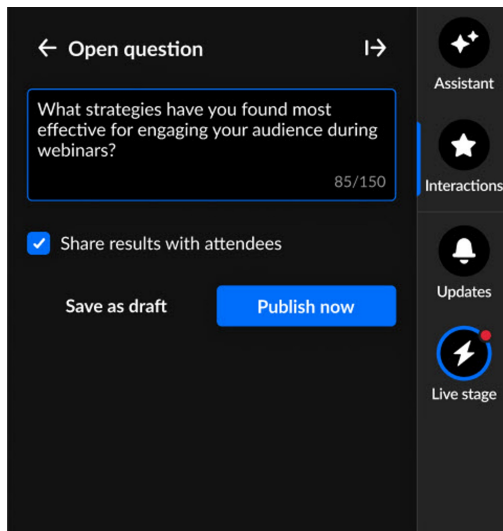 Open question
What strategies have you found most
effective for engaging your audience during
webinars?
85/150
Share results with attendees
Save as draft
Publish now
Assistant
Interactions
Updates
Live stage